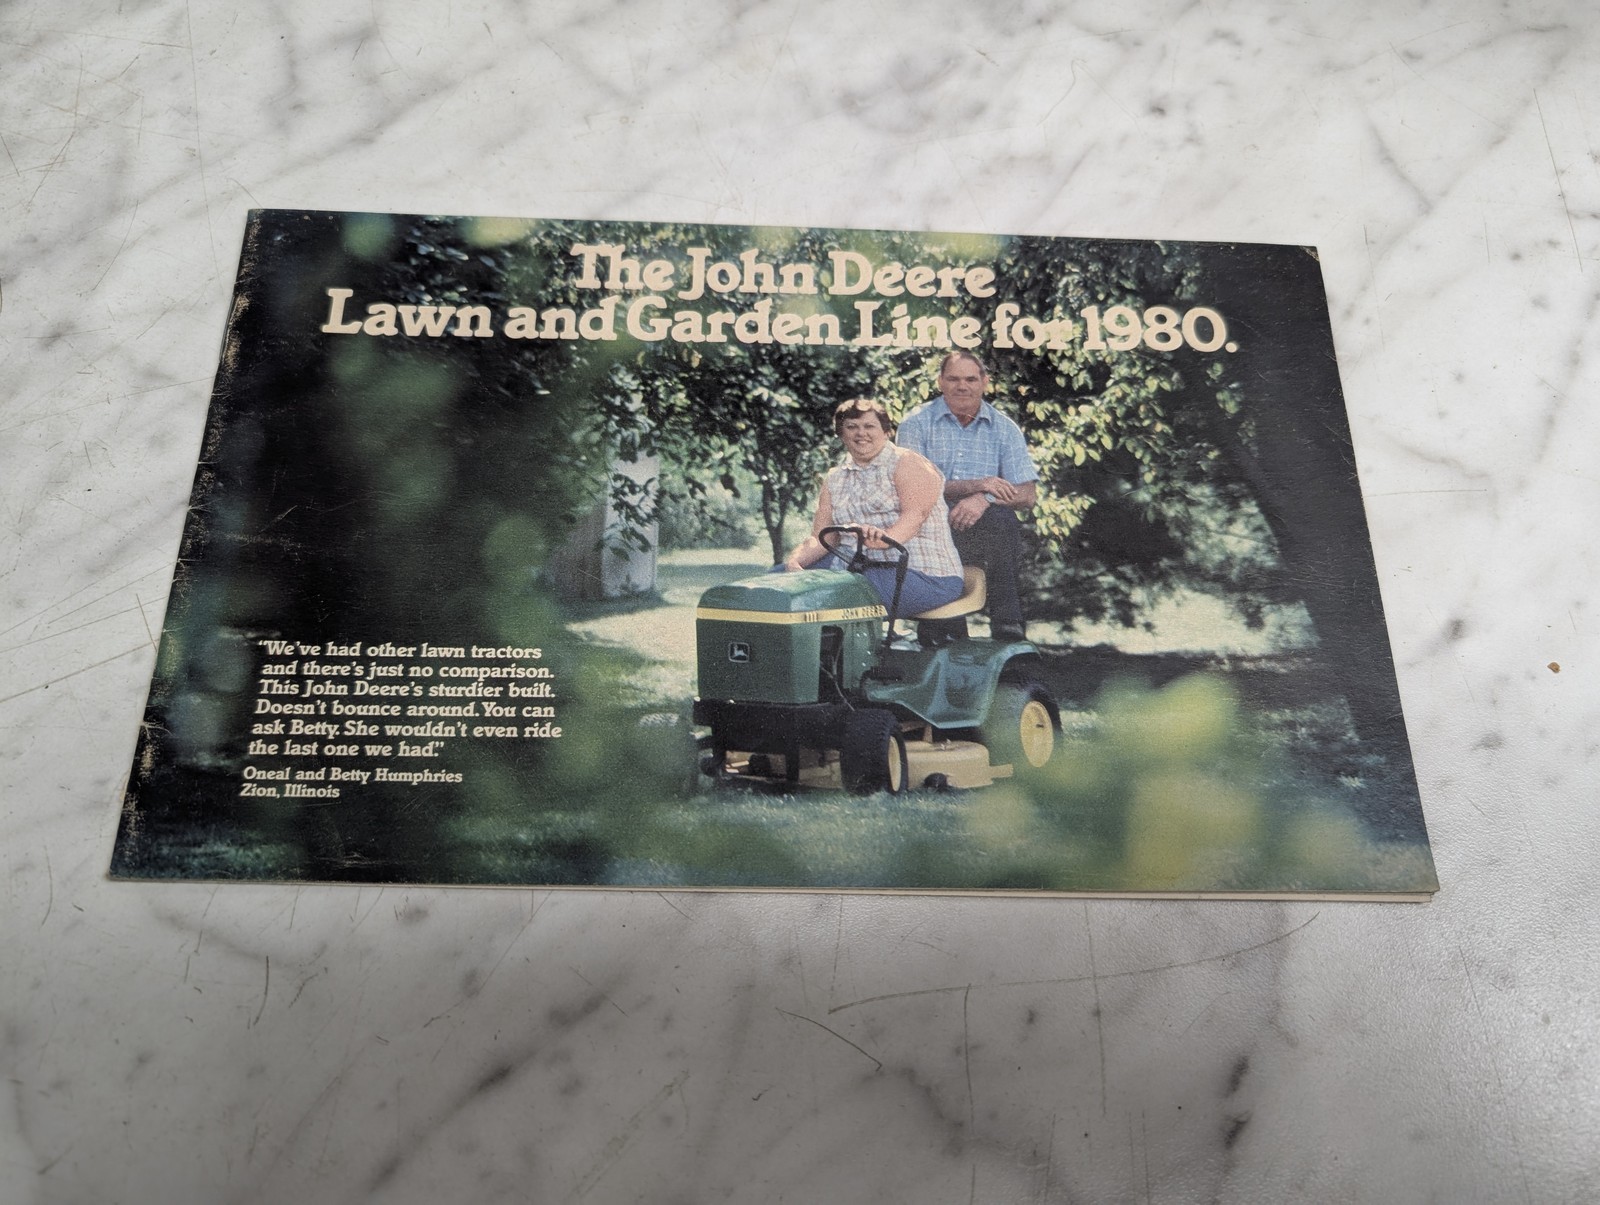 The John Deere
Lawn and Garden Line for 1980.
JOHN DEERE
"We've had other lawn tractors
and there's just no comparison.
This John Deere's sturdier built.
Doesn't bounce around. You can
ask Betty. She wouldn't even ride
the last one we had."
Oneal and Betty Humphries
Zion, Illinois